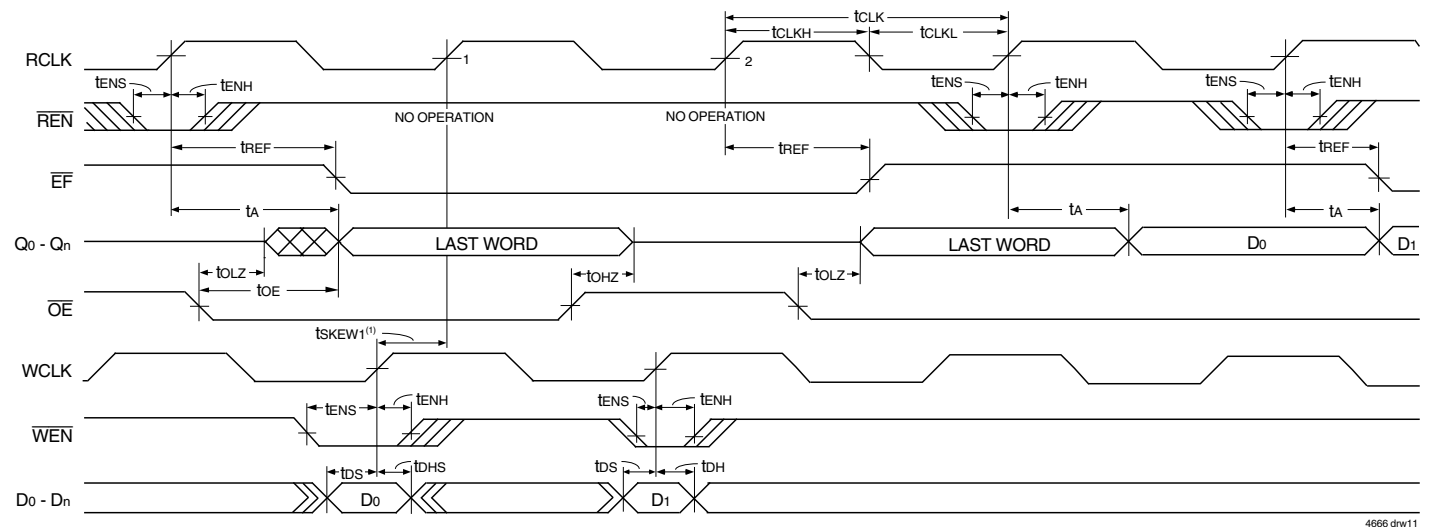 tCLK
tCLKH tCLKL
RCLK 1 2
tENS tENH tENS tENH tENS tENH
REN NO OPERATION NO OPERATION
tREF tREF tREF
EF
tA tA tA
Q0 - Qn LAST WORD LAST WORD D0 D1
tOLZ tOHZ tOLZ
tOE
OE
tSKEW1(1)
WCLK
tENS tENH tENS tENH
WEN
tDS tDHS tDS tDH
D0 - Dn D0 D1
4666 drw11